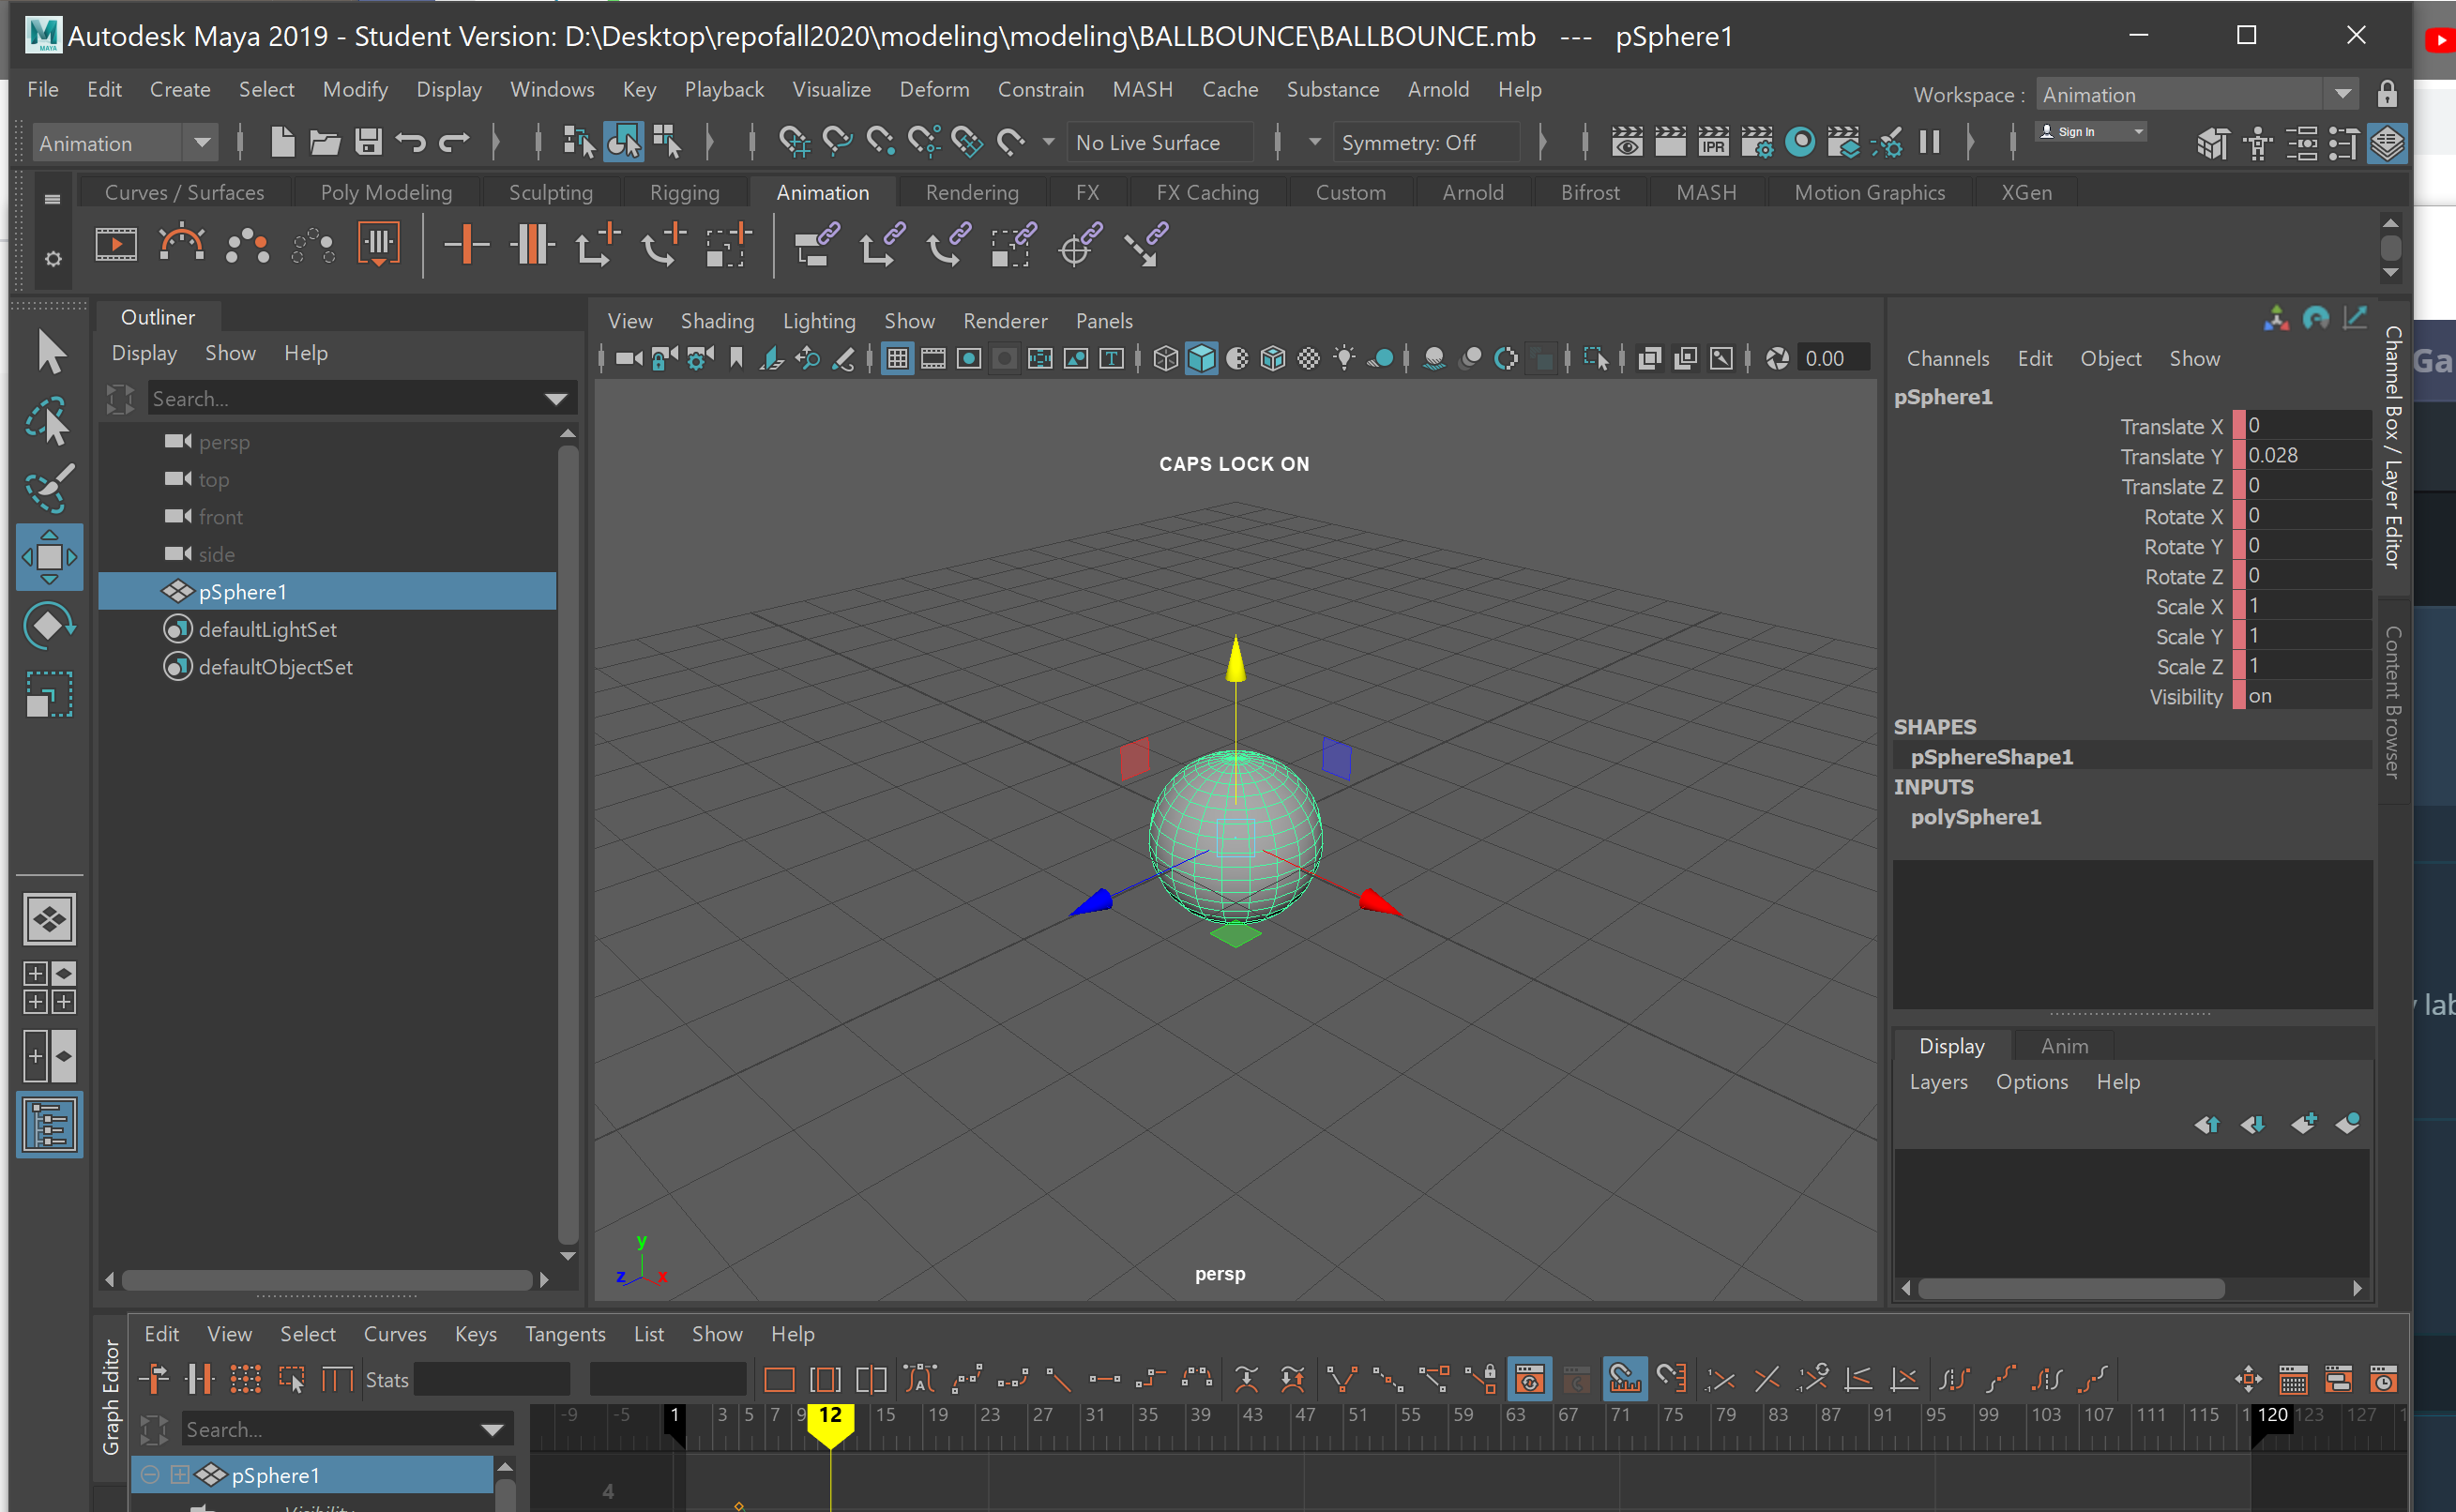 Autodesk Maya 2019 - Student Version: D:\Desktop\repofall2020\modeling\modeling\BALLBOUNCE\BALLBOUNCE.mb --- pSphere1
File Edit Create Select Modify Display Windows Key Playback Visualize Deform Constrain MASH Cache Substance Arnold Help
Workspace : Animation
Animation No Live Surface Symmetry: Off IPR Sign In
Curves / Surfaces Poly Modeling Sculpting Rigging Animation Rendering FX FX Caching Custom Arnold Bifrost MASH Motion Graphics XGen
Outliner
Display Show Help
Search...
persp
top
front
side
pSphere1
defaultLightSet
defaultObjectSet
View Shading Lighting Show Renderer Panels
0.00
CAPS LOCK ON
y
z x
persp
Channels Edit Object Show
pSphere1
Translate X 0
Translate Y 0.028
Translate Z 0
Rotate X 0
Rotate Y 0
Rotate Z 0
Scale X 1
Scale Y 1
Scale Z 1
Visibility on
SHAPES
pSphereShape1
INPUTS
polySphere1
Channel Box / Layer Editor
Content Browser
Display Anim
Layers Options Help
Ga
lab
Graph Editor
Edit View Select Curves Keys Tangents List Show Help
Stats
Search...
-9 -5 1 3 5 7 9 12 15 19 23 27 31 35 39 43 47 51 55 59 63 67 71 75 79 83 87 91 95 99 103 107 111 115 1 120 123 127 1
pSphere1
4
Visibility